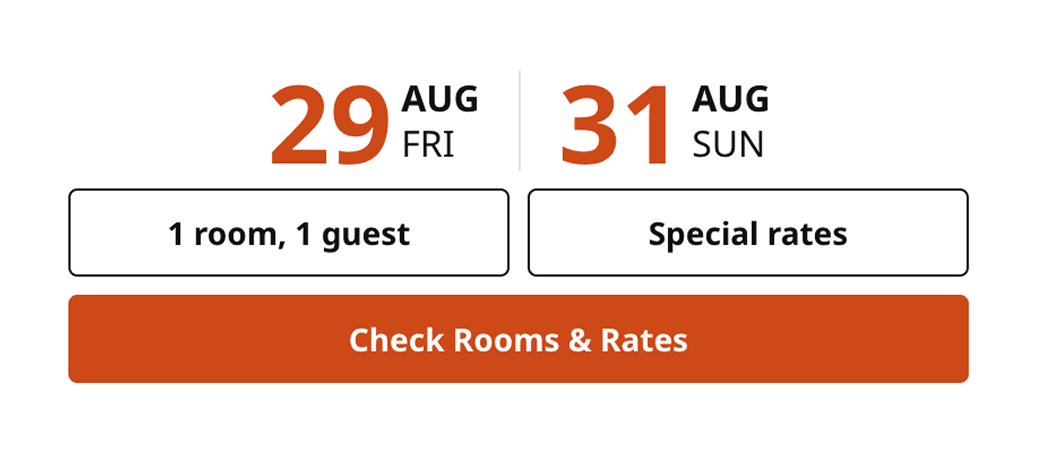 29 AUG FRI
31 AUG SUN
1 room, 1 guest
Special rates
Check Rooms & Rates